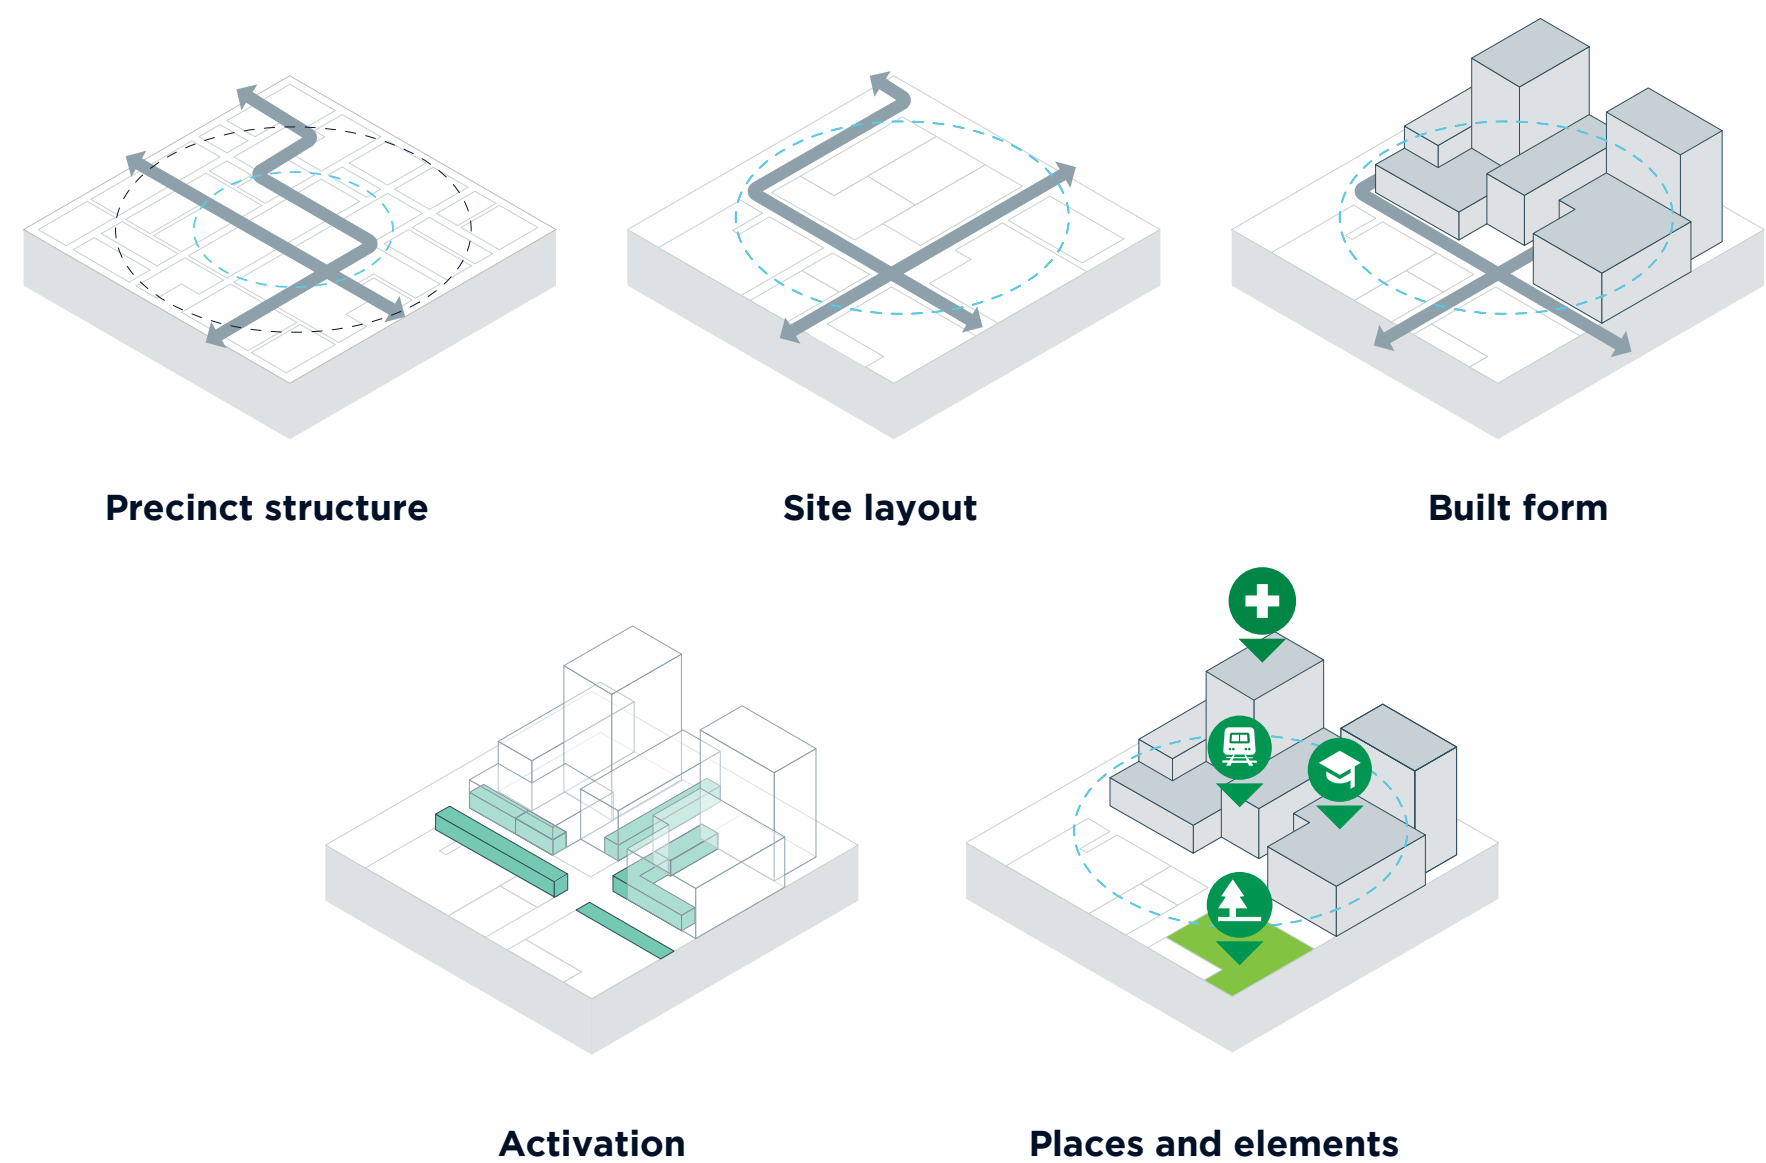 Precinct structure
Site layout
Built form
Activation
Places and elements